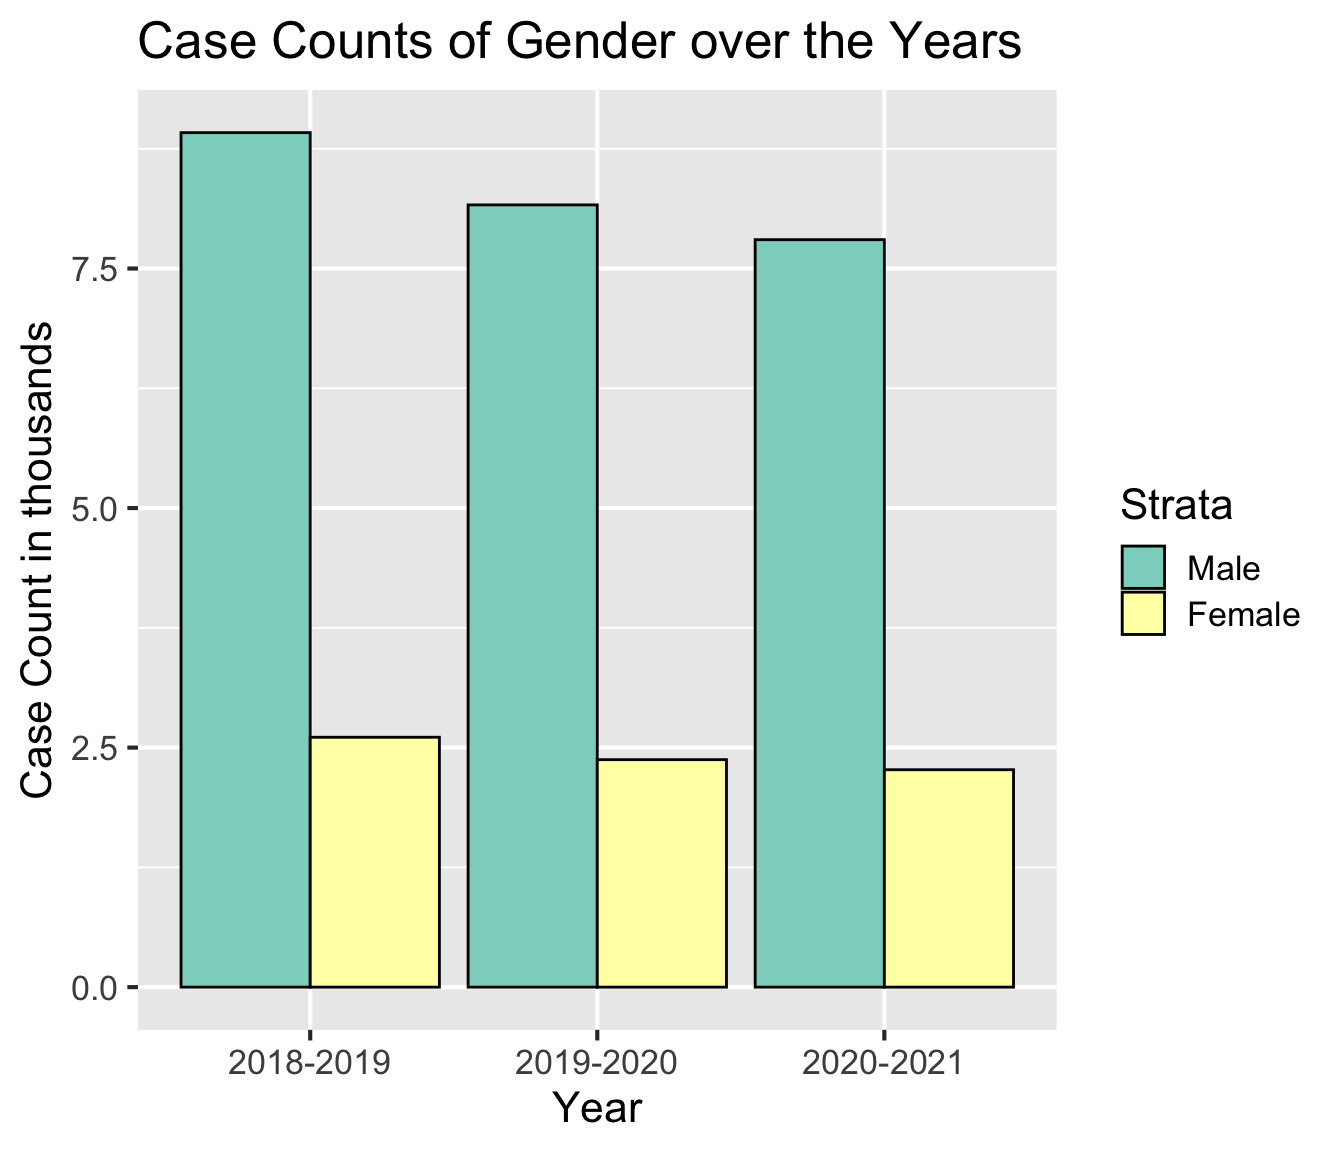 Case Counts of Gender over the Years
Case Count in thousands
7.5
5.0
2.5
0.0
2018-2019
2019-2020
2020-2021
Year
Strata
Male
Female